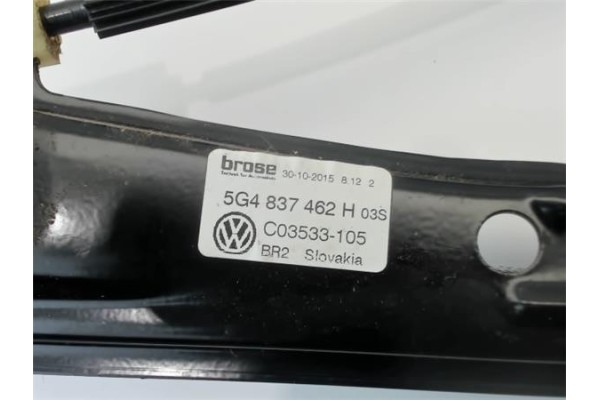 brose 30-10-2015 8.12 2
5G4 837 462 H 03S
C03533-105
BR2 Slovakia